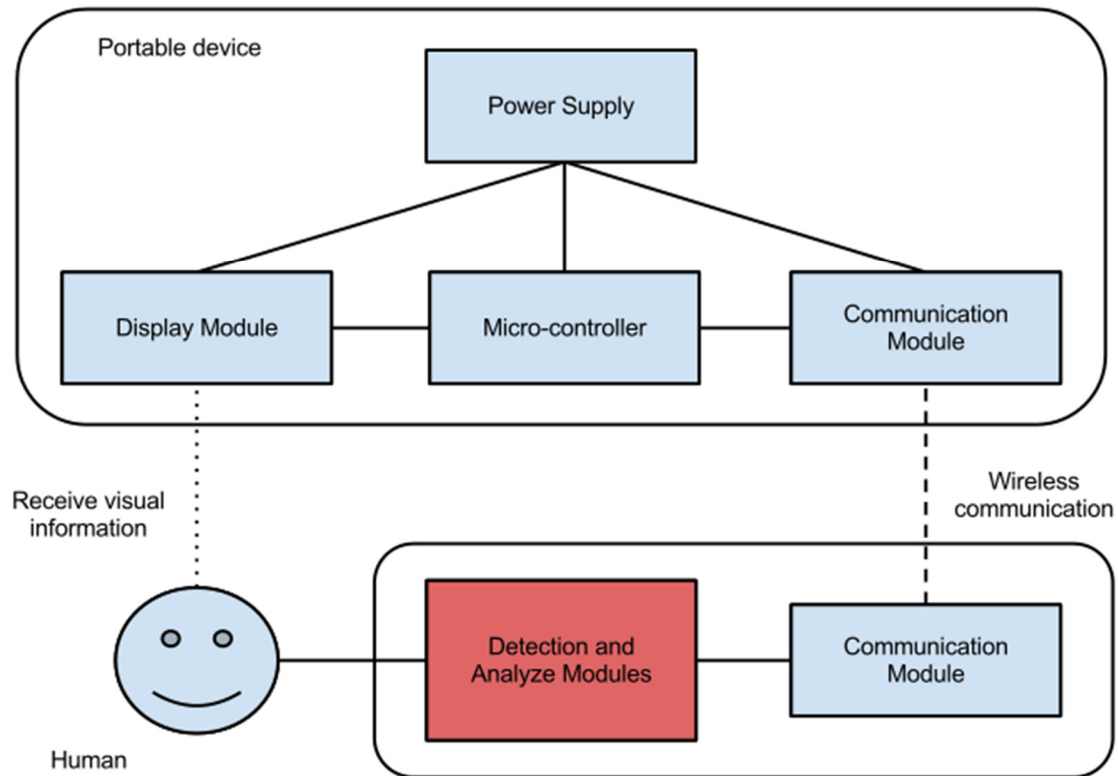 Portable device
Power Supply
Display Module
Micro-controller
Communication
Module
Receive visual
information
Wireless
communication
Detection and
Analyze Modules
Communication
Module
Human